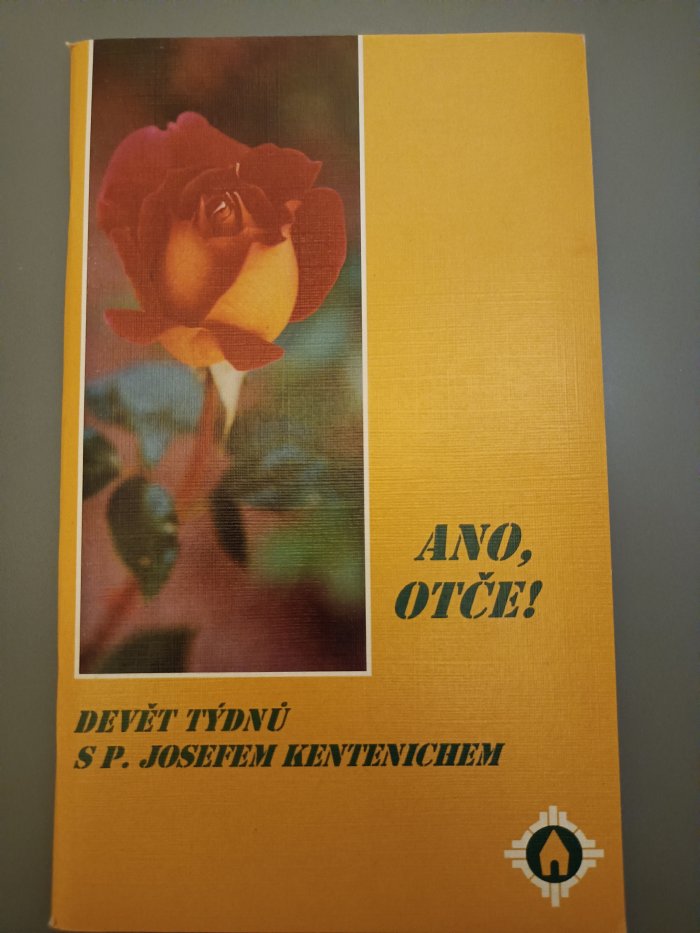 ANO,
OTČE!
DEVĚT TÝDNŮ
S P. JOSEFEM KENTENICHEM